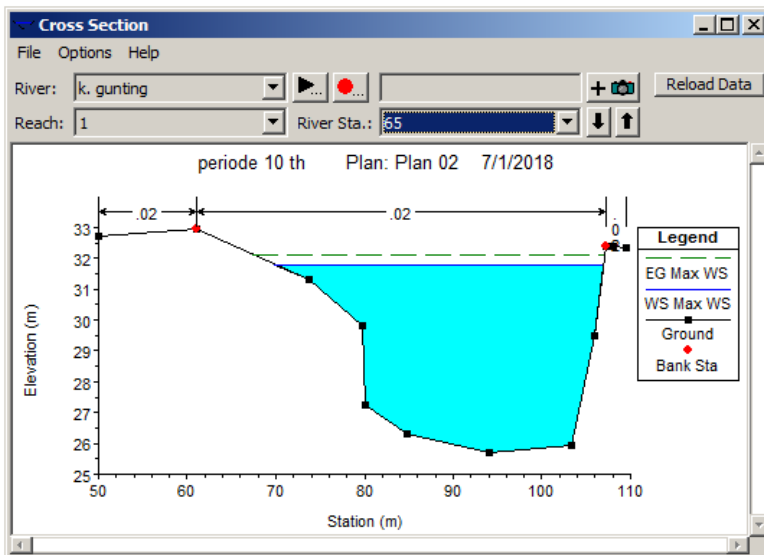 Cross Section
File Options Help
River: k. gunting ... ... + Reload Data
Reach: 1 River Sta.: 65
periode 10 th Plan: Plan 02 7/1/2018
.02 .02
33
32
31
30
29
28
27
26
25
Elevation (m)
50 60 70 80 90 100 110
Station (m)
Legend
EG Max WS
WS Max WS
Ground
Bank Sta